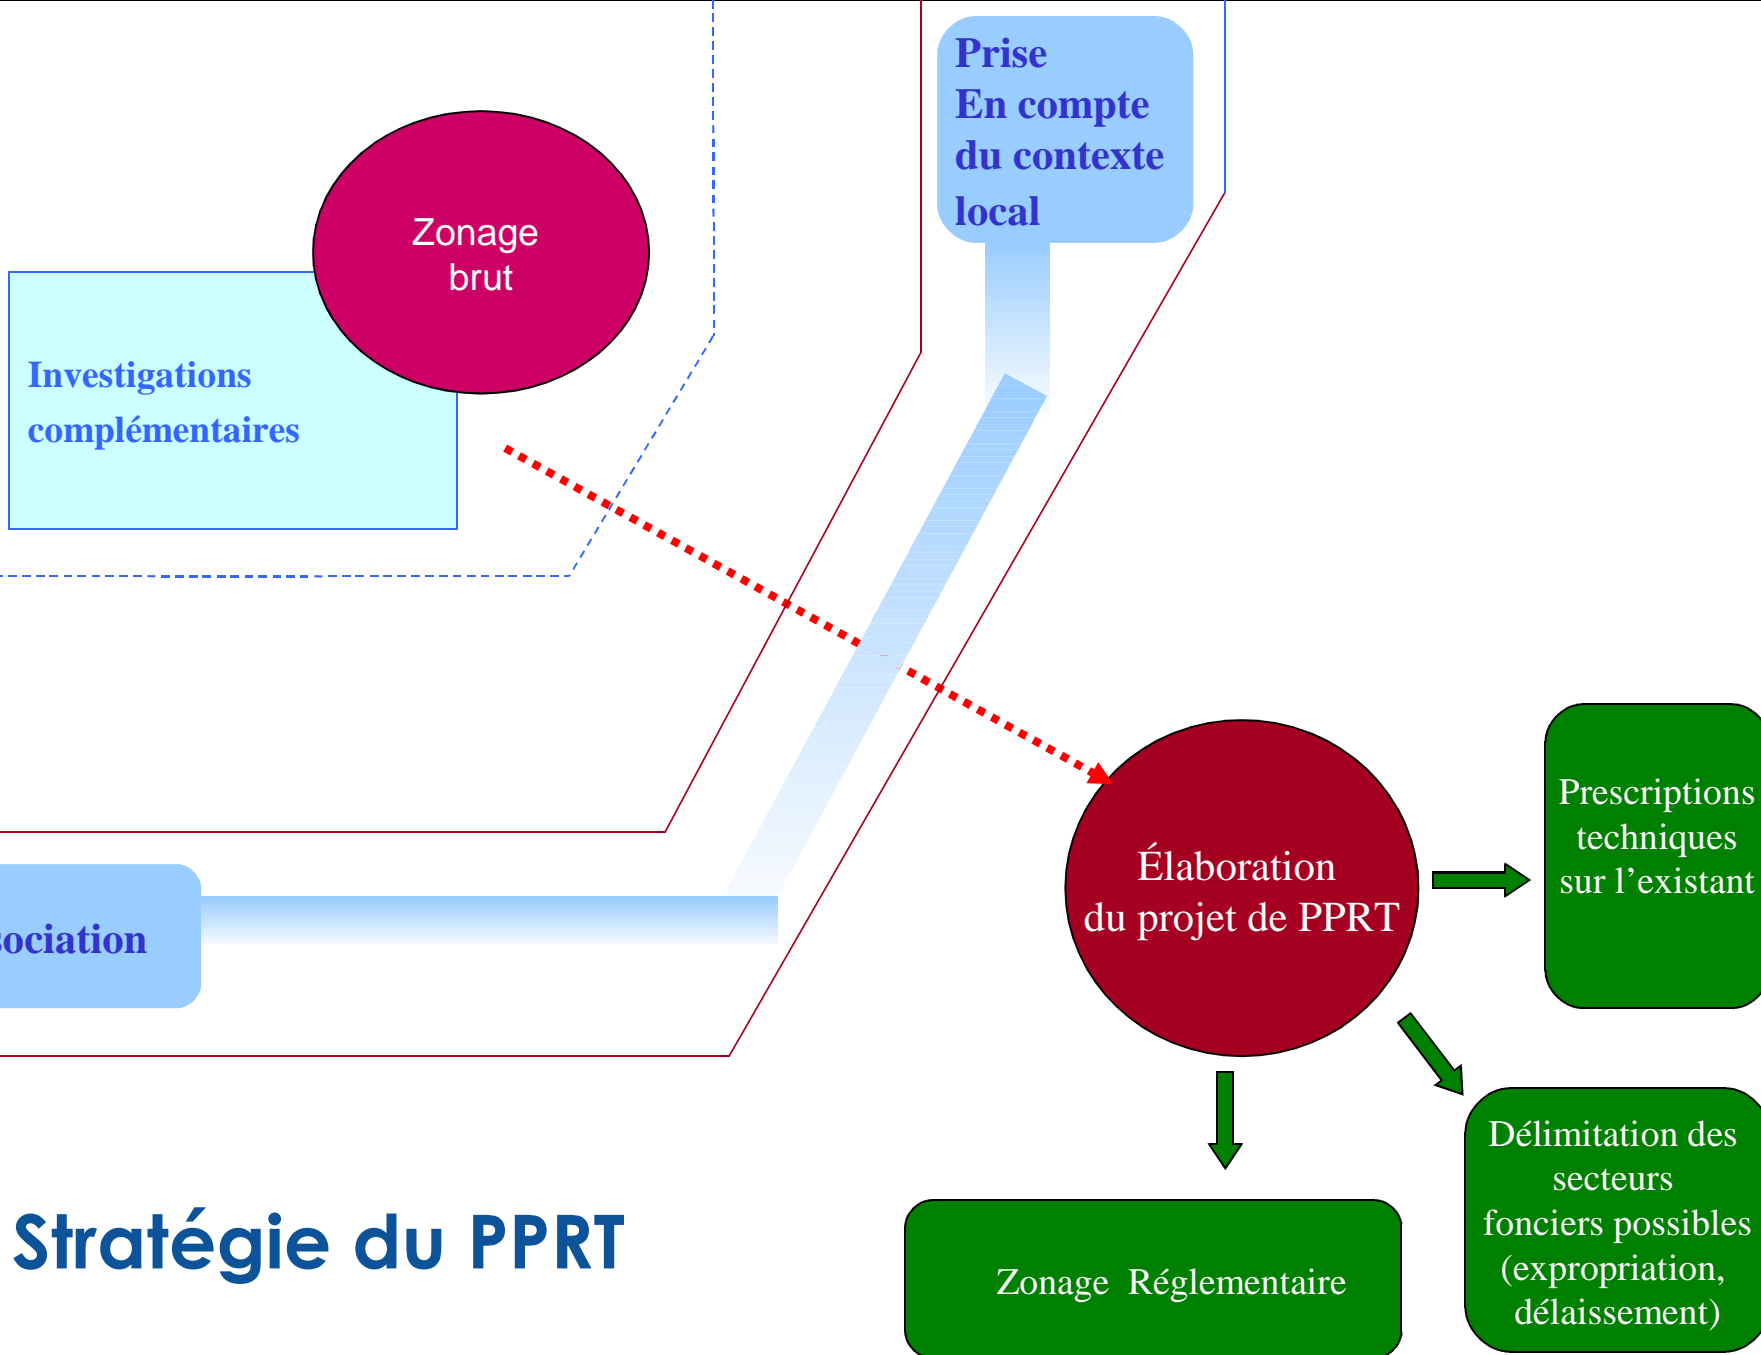 Prise
En compte
du contexte
local
Zonage
brut
Investigations
complémentaires
Prescriptions
techniques
sur l’existant
Élaboration
du projet de PPRT
sociation
Délimitation des
secteurs
fonciers possibles
(expropriation,
délaissement)
Stratégie du PPRT
Zonage  Réglementaire